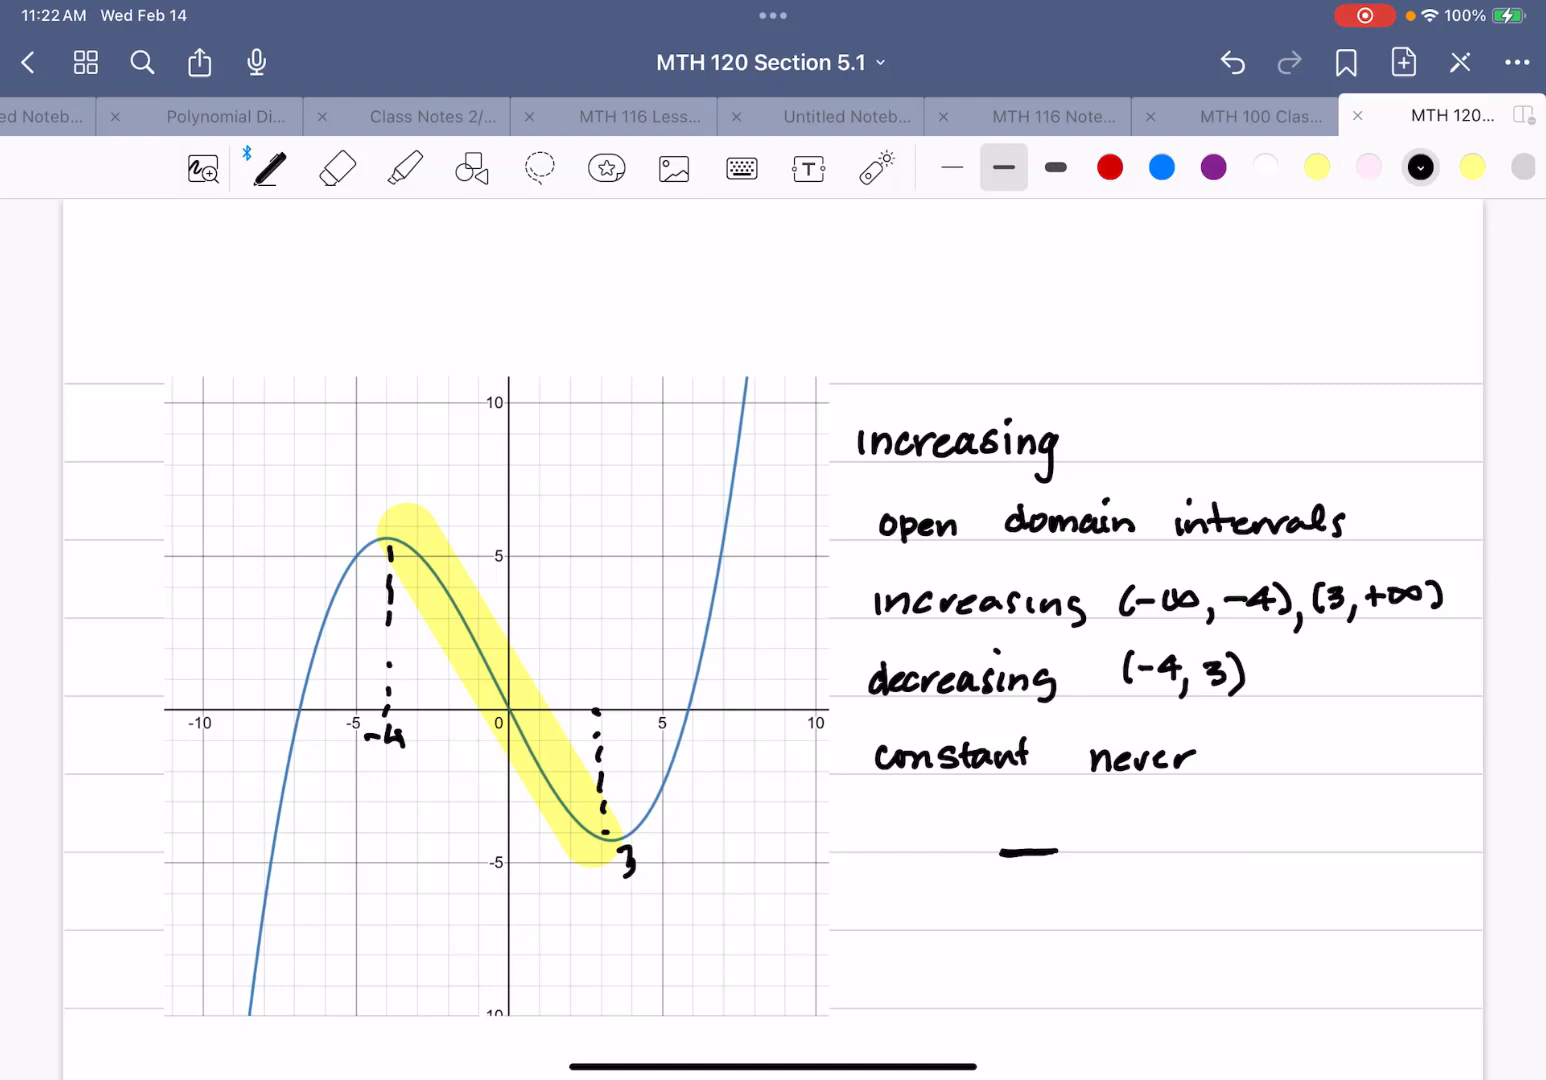 11:22 AM Wed Feb 14
100%
MTH 120 Section 5.1
ed Noteb...
Polynomial Di...
Class Notes 2/...
MTH 116 Less...
Untitled Noteb...
MTH 116 Note...
MTH 100 Clas...
MTH 120...
T
10
5
-10
-5
0
5
10
-5
10
-4
3
increasing
open domain intervals
increasing (-∞, -4), (3, +∞)
decreasing (-4, 3)
constant never